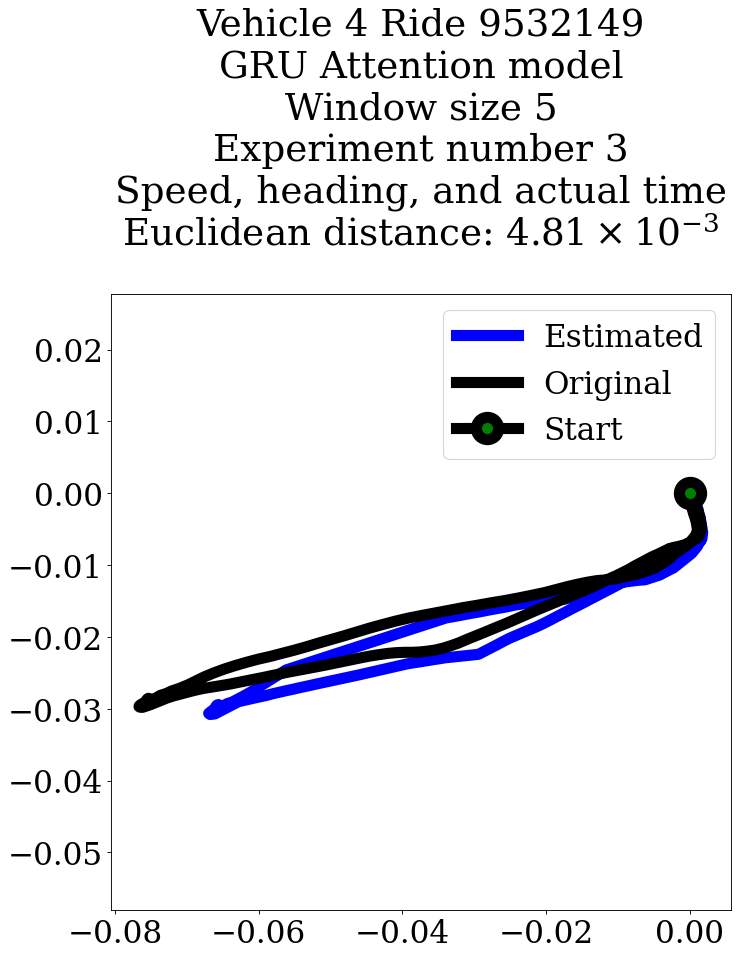 Vehicle 4 Ride 9532149
GRU Attention model
Window size 5
Experiment number 3
Speed, heading, and actual time
Euclidean distance: 4.81 × 10⁻³
Estimated
Original
Start
0.02
0.01
0.00
−0.01
−0.02
−0.03
−0.04
−0.05
−0.08
−0.06
−0.04
−0.02
0.00